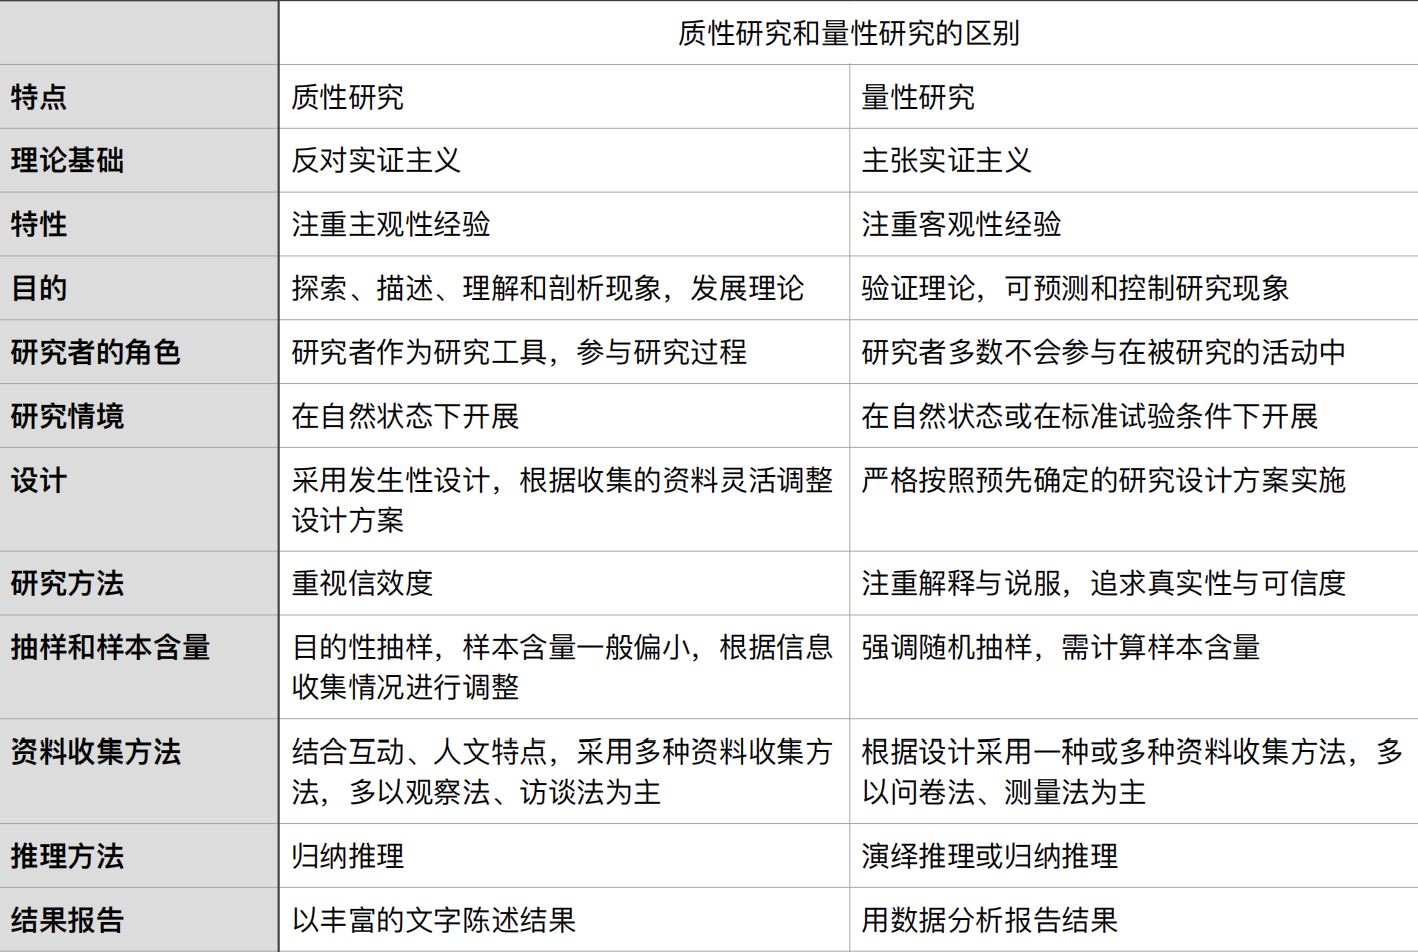 质性研究和量性研究的区别
特点 质性研究 量性研究
理论基础 反对实证主义 主张实证主义
特性 注重主观性经验 注重客观性经验
目的 探索、描述、理解和剖析现象，发展理论 验证理论，可预测和控制研究现象
研究者的角色 研究者作为研究工具，参与研究过程 研究者多数不会参与在被研究的活动中
研究情境 在自然状态下开展 在自然状态或在标准试验条件下开展
设计 采用发生性设计，根据收集的资料灵活调整 严格按照预先确定的研究设计方案实施
设计方案
研究方法 重视信效度 注重解释与说服，追求真实性与可信度
抽样和样本含量 目的性抽样，样本含量一般偏小，根据信息 强调随机抽样，需计算样本含量
收集情况进行调整
资料收集方法 结合互动、人文特点，采用多种资料收集方 根据设计采用一种或多种资料收集方法，多
法，多以观察法、访谈法为主 以问卷法、测量法为主
推理方法 归纳推理 演绎推理或归纳推理
结果报告 以丰富的文字陈述结果 用数据分析报告结果